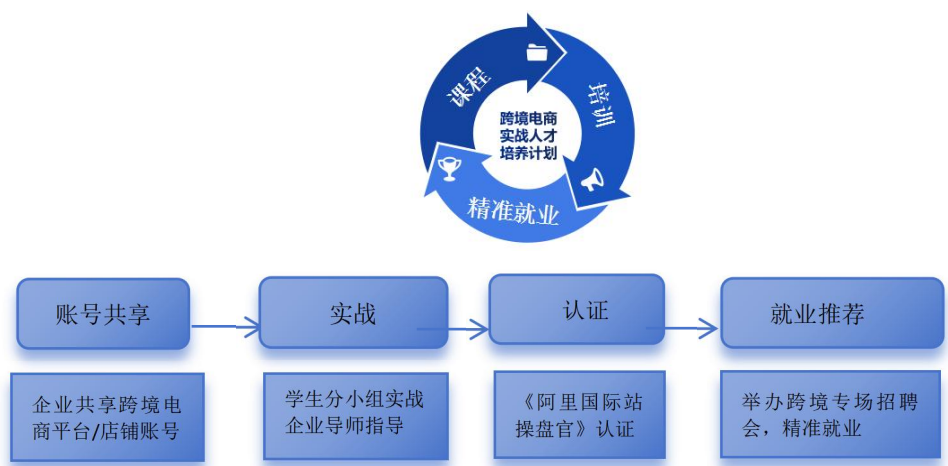 课程
培训
跨境电商
实战人才
培养计划
精准就业
账号共享
实战
认证
就业推荐
企业共享跨境电
商平台/店铺账号
学生分小组实战
企业导师指导
《阿里国际站
操盘官》认证
举办跨境专场招聘
会，精准就业